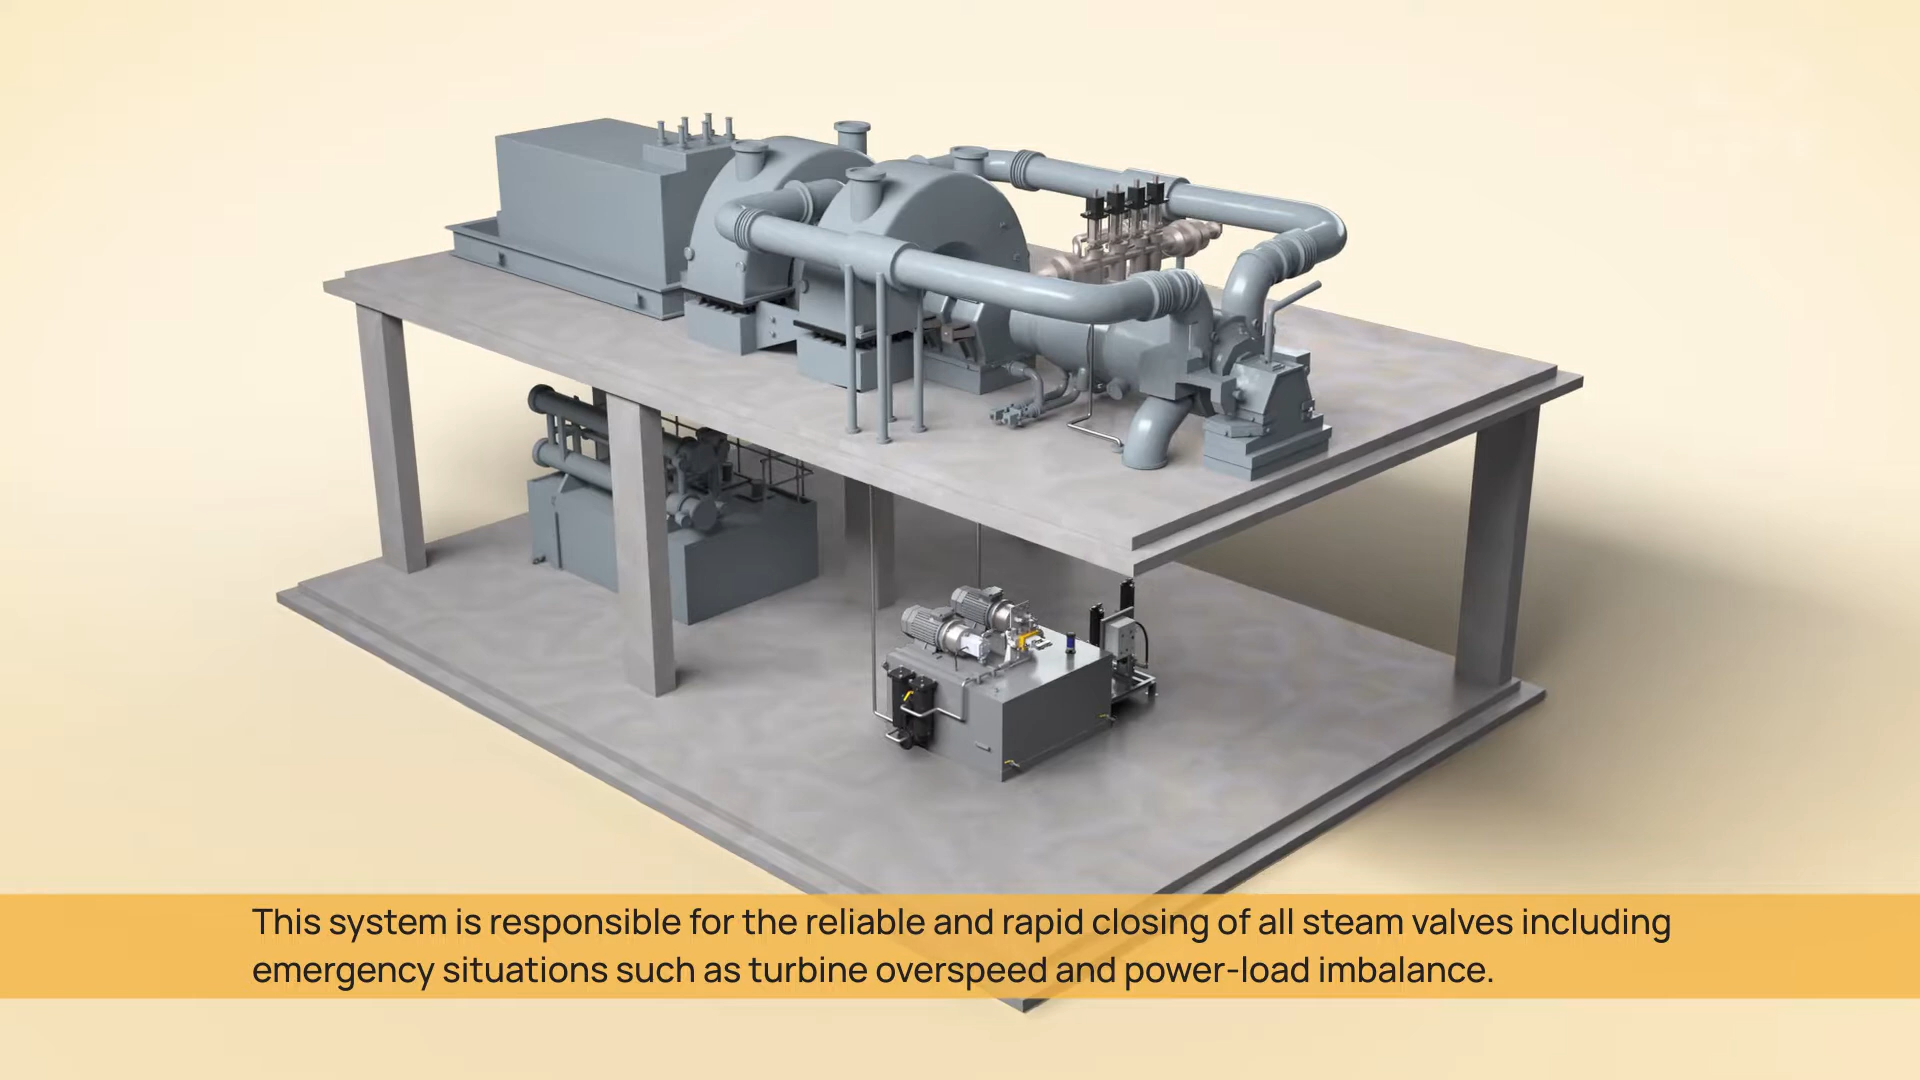 This system is responsible for the reliable and rapid closing of all steam valves including
emergency situations such as turbine overspeed and power-load imbalance.